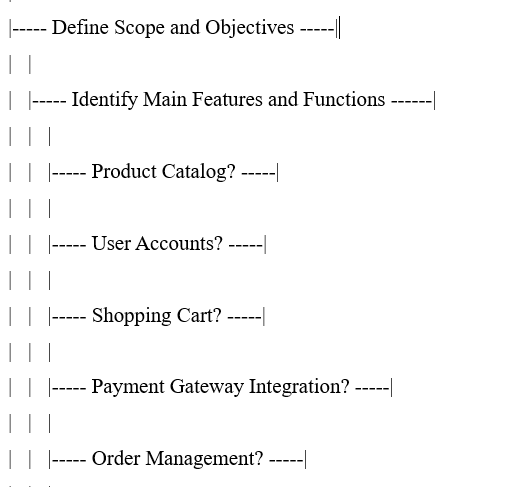 |----- Define Scope and Objectives -----|
| |
| |----- Identify Main Features and Functions ------|
| | |
| | |----- Product Catalog? -----|
| | |
| | |----- User Accounts? -----|
| | |
| | |----- Shopping Cart? -----|
| | |
| | |----- Payment Gateway Integration? -----|
| | |
| | |----- Order Management? -----|